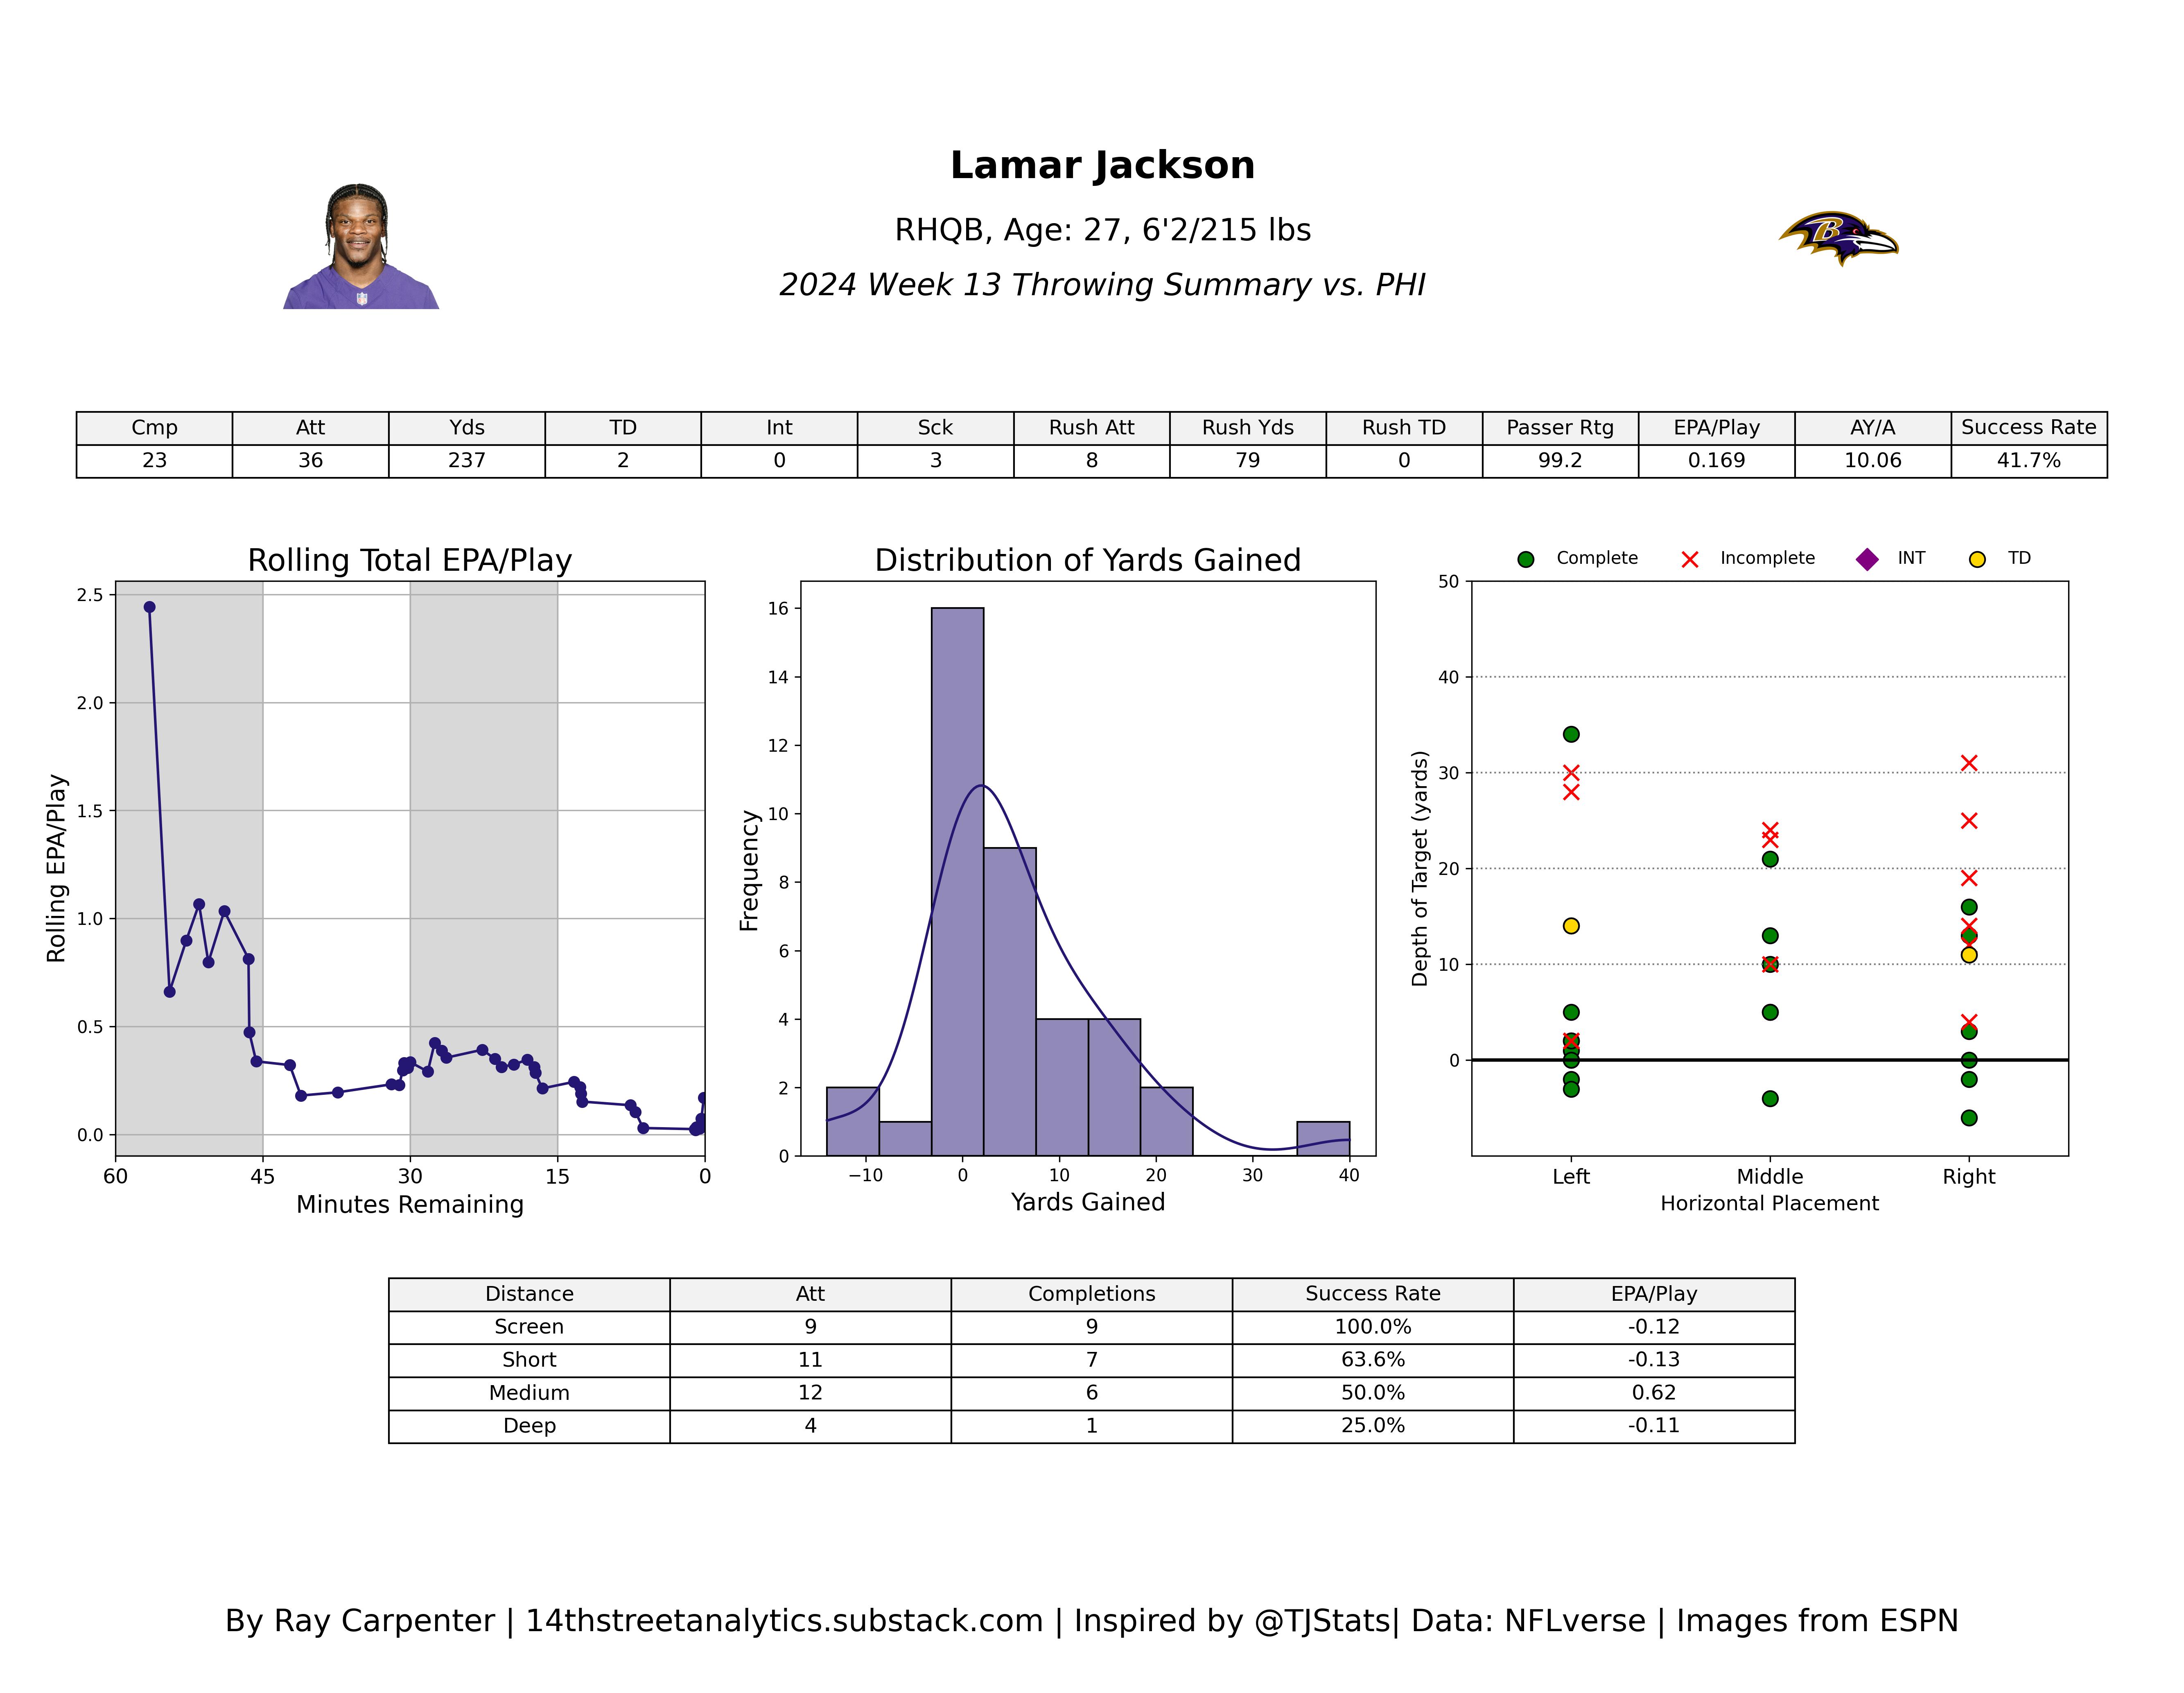 Lamar Jackson
RHQB, Age: 27, 6'2/215 lbs
2024 Week 13 Throwing Summary vs. PHI
B
Cmp Att Yds TD Int Sck Rush Att Rush Yds Rush TD Passer Rtg EPA/Play AY/A Success Rate
23 36 237 2 0 3 8 79 0 99.2 0.169 10.06 41.7%
Rolling Total EPA/Play
2.5
2.0
1.5
1.0
0.5
0.0
Rolling EPA/Play
60 45 30 15 0
Minutes Remaining
Distribution of Yards Gained
16
14
12
10
8
6
4
2
0
Frequency
−10 0 10 20 30 40
Yards Gained
Complete Incomplete INT TD
50
40
30
20
10
0
Depth of Target (yards)
Left Middle Right
Horizontal Placement
Distance Att Completions Success Rate EPA/Play
Screen 9 9 100.0% -0.12
Short 11 7 63.6% -0.13
Medium 12 6 50.0% 0.62
Deep 4 1 25.0% -0.11
By Ray Carpenter | 14thstreetanalytics.substack.com | Inspired by @TJStats| Data: NFLverse | Images from ESPN